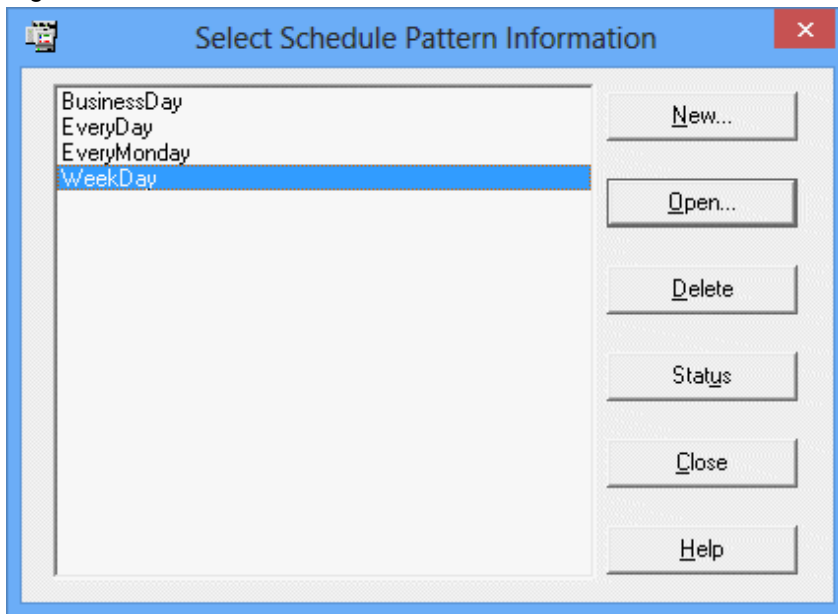 Select Schedule Pattern Information
BusinessDay
EveryDay
EveryMonday
WeekDay
New...
Open...
Delete
Status
Close
Help